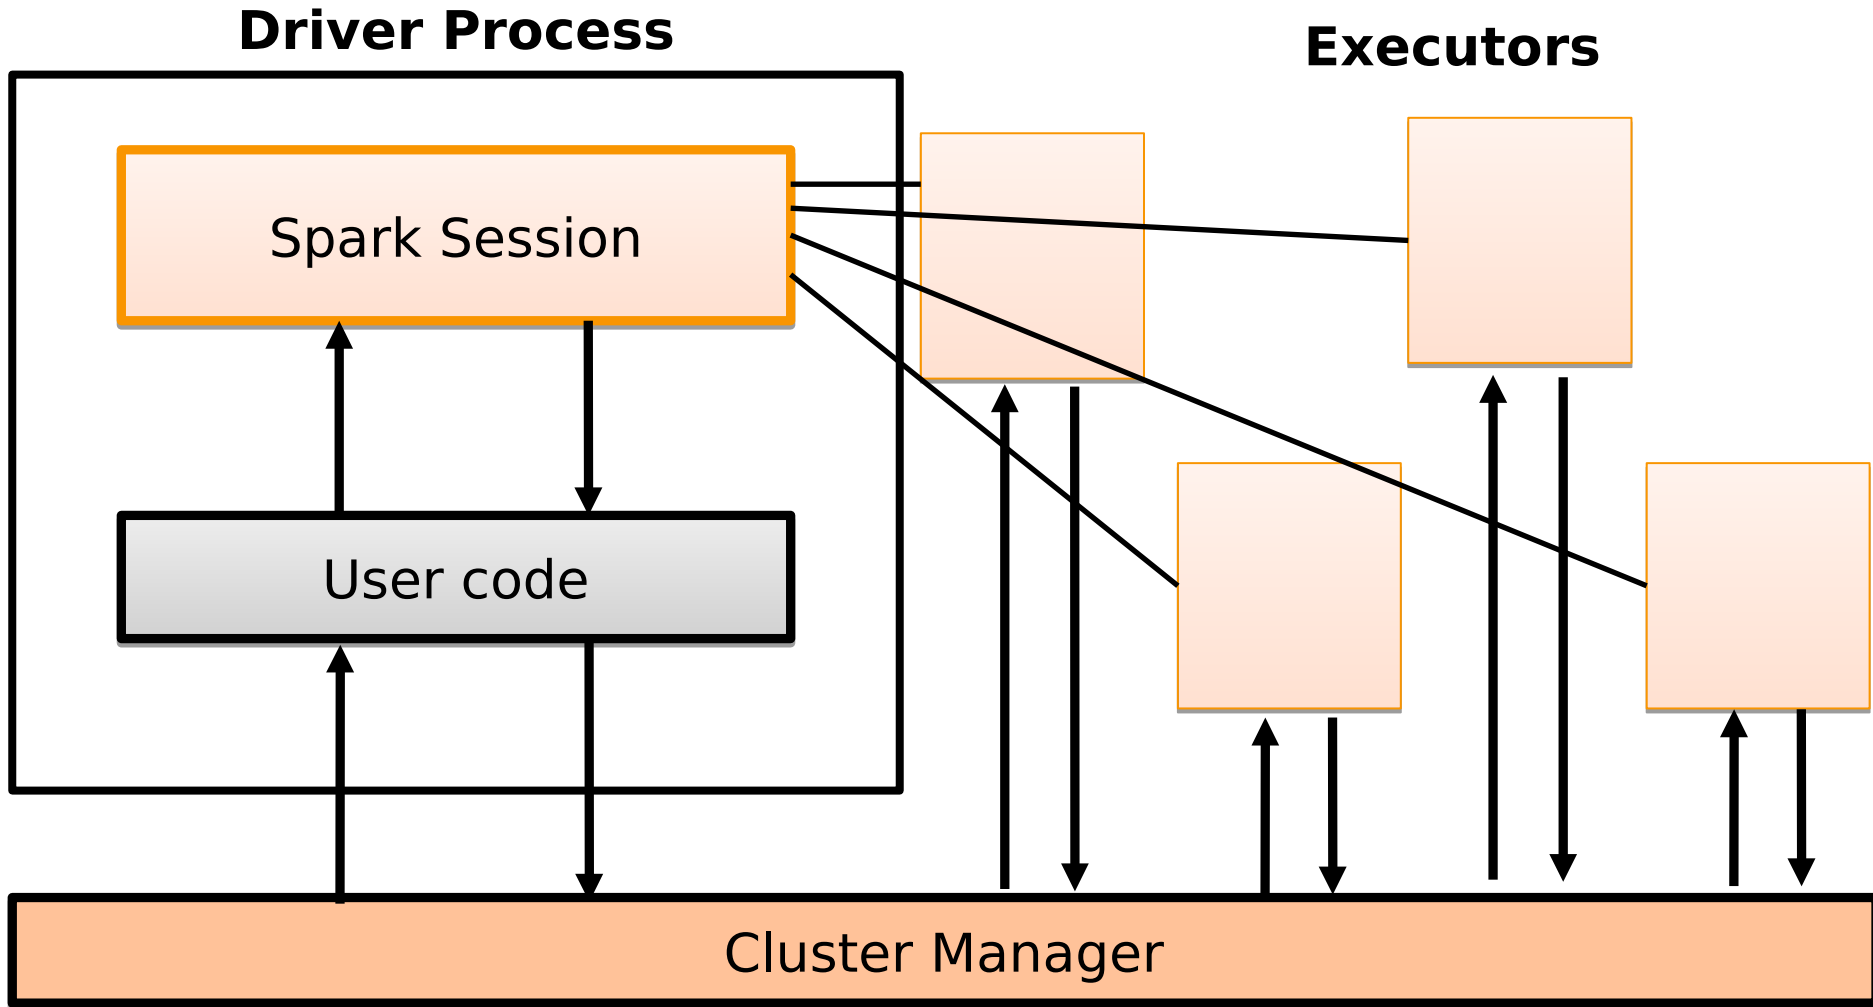 Driver Process
Executors
Spark Session
User code
Cluster Manager